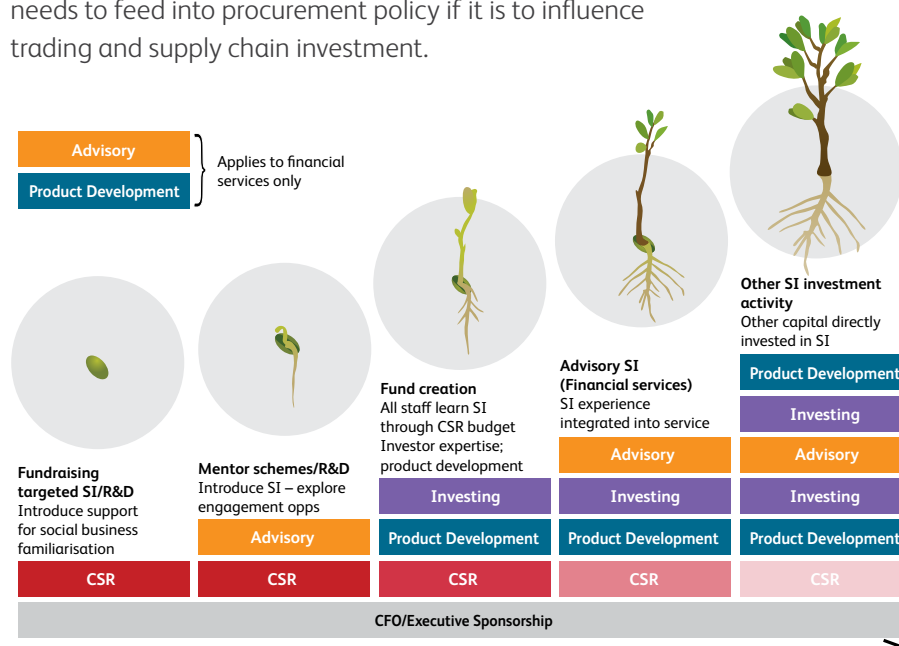 needs to feed into procurement policy if it is to influence
trading and supply chain investment.
Advisory
Product Development
Applies to financial
services only
Fundraising
targeted SI/R&D
Introduce support
for social business
familiarisation
CSR
Mentor schemes/R&D
Introduce SI – explore
engagement opps
Advisory
CSR
Fund creation
All staff learn SI
through CSR budget
Investor expertise;
product development
Investing
Product Development
CSR
Advisory SI
(Financial services)
SI experience
integrated into service
Advisory
Investing
Product Development
CSR
Other SI investment
activity
Other capital directly
invested in SI
Product Development
Investing
Advisory
Investing
Product Development
CSR
CFO/Executive Sponsorship